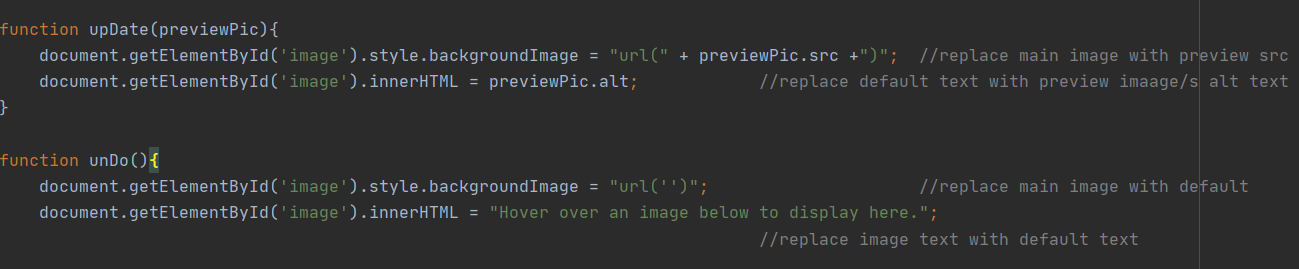 function upDate(previewPic){
    document.getElementById('image').style.backgroundImage = "url(" + previewPic.src +")";  //replace main image with preview src
    document.getElementById('image').innerHTML = previewPic.alt;            //replace default text with preview imaage/s alt text
}
function unDo(){
    document.getElementById('image').style.backgroundImage = "url('')";                     //replace main image with default
    document.getElementById('image').innerHTML = "Hover over an image below to display here.";
                                                                            //replace image text with default text